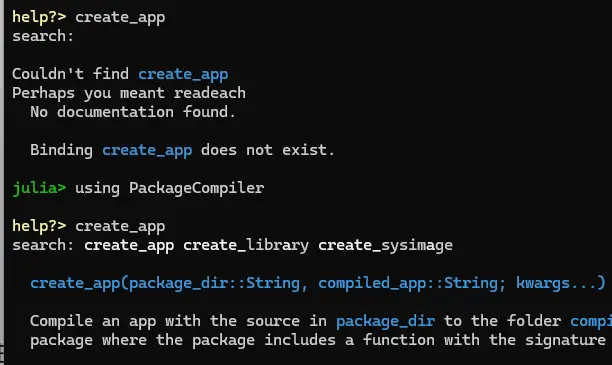 help?> create_app
search:
Couldn't find create_app
Perhaps you meant readeach
No documentation found.
Binding create_app does not exist.
julia> using PackageCompiler
help?> create_app
search: create_app create_library create_sysimage
create_app(package_dir::String, compiled_app::String; kwargs...)
Compile an app with the source in package_dir to the folder compi
package where the package includes a function with the signature